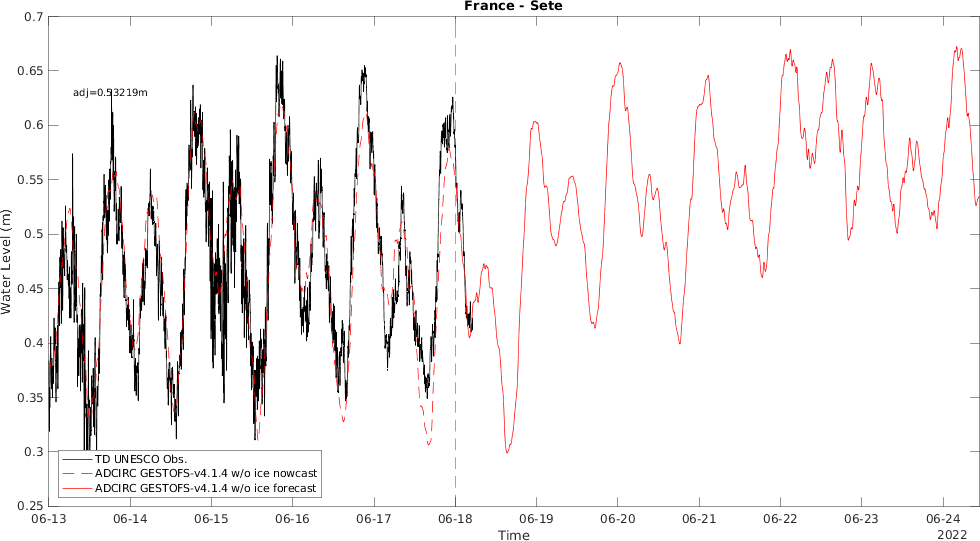 France - Sete
0.7
0.65
0.6
0.55
0.5
0.45
0.4
0.35
0.3
0.25
Water Level (m)
adj=0.53219m
TD UNESCO Obs.
ADCIRC GESTOFS-v4.1.4 w/o ice nowcast
ADCIRC GESTOFS-v4.1.4 w/o ice forecast
06-13 06-14 06-15 06-16 06-17 06-18 06-19 06-20 06-21 06-22 06-23 06-24
Time
2022